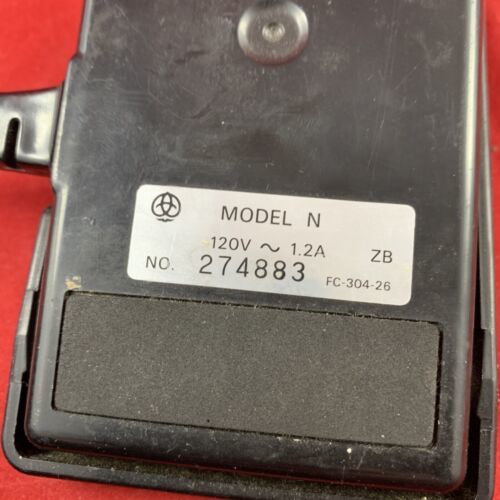 MODEL N
120V ~ 1.2A ZB
NO. 274883 FC-304-26